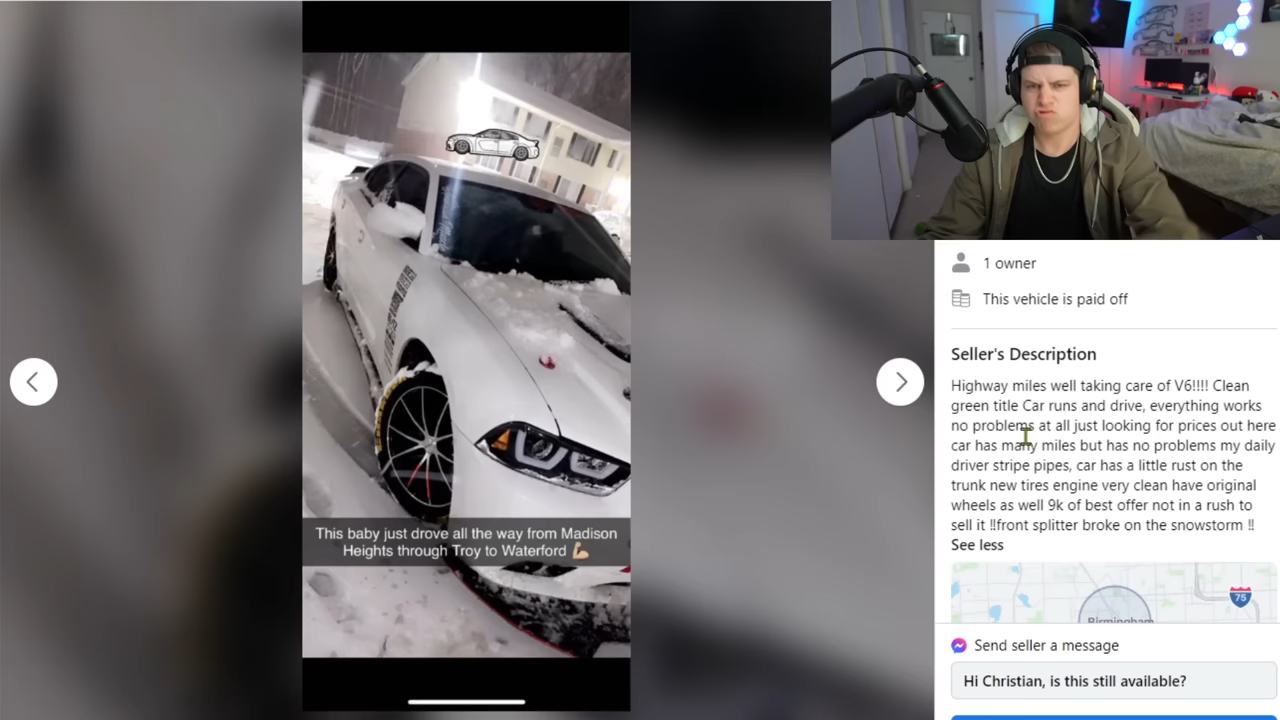 1 owner
This vehicle is paid off
Seller's Description
Highway miles well taking care of V6!!!! Clean
green title Car runs and drive, everything works
no problems at all just looking for prices out here
car has many miles but has no problems my daily
driver stripe pipes, car has a little rust on the
trunk new tires engine very clean have original
wheels as well 9k of best offer not in a rush to
sell it ‼front splitter broke on the snowstorm ‼
See less
This baby just drove all the way from Madison
Heights through Troy to Waterford 💪🏼
75
Birmingham
Send seller a message
Hi Christian, is this still available?